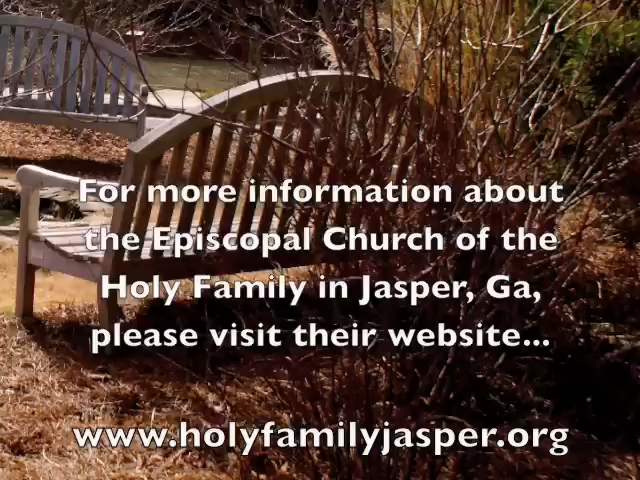 For more information about
the Episcopal Church of the
Holy Family in Jasper, Ga,
please visit their website...
www.holyfamilyjasper.org